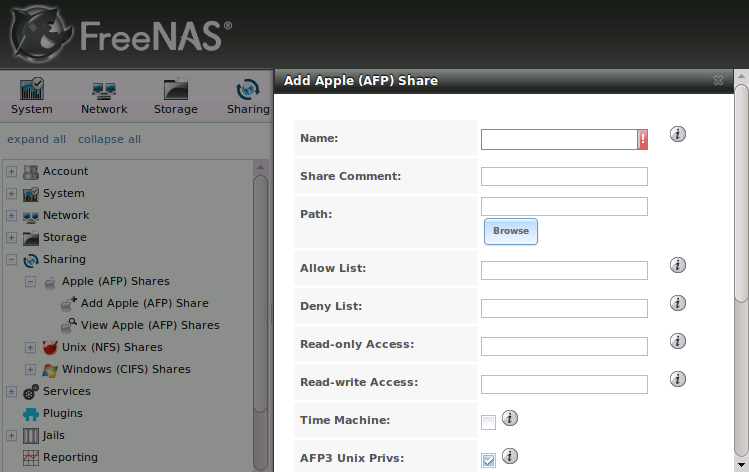 FreeNAS®
System
Network
Storage
Sharing
expand all collapse all
Account
System
Network
Storage
Sharing
Apple (AFP) Shares
Add Apple (AFP) Share
View Apple (AFP) Shares
Unix (NFS) Shares
Windows (CIFS) Shares
Services
Plugins
Jails
Reporting
Add Apple (AFP) Share
Name:
Share Comment:
Path:
Browse
Allow List:
Deny List:
Read-only Access:
Read-write Access:
Time Machine:
AFP3 Unix Privs: